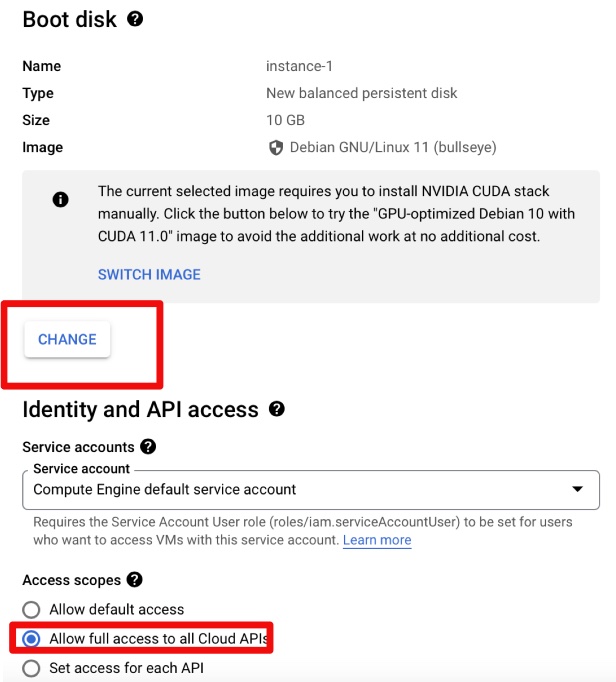 Boot disk
Name instance-1
Type New balanced persistent disk
Size 10 GB
Image Debian GNU/Linux 11 (bullseye)
The current selected image requires you to install NVIDIA CUDA stack
manually. Click the button below to try the "GPU-optimized Debian 10 with
CUDA 11.0" image to avoid the additional work at no additional cost.
SWITCH IMAGE
CHANGE
Identity and API access
Service accounts
Service account
Compute Engine default service account
Requires the Service Account User role (roles/iam.serviceAccountUser) to be set for users
who want to access VMs with this service account. Learn more
Access scopes
Allow default access
Allow full access to all Cloud APIs
Set access for each API